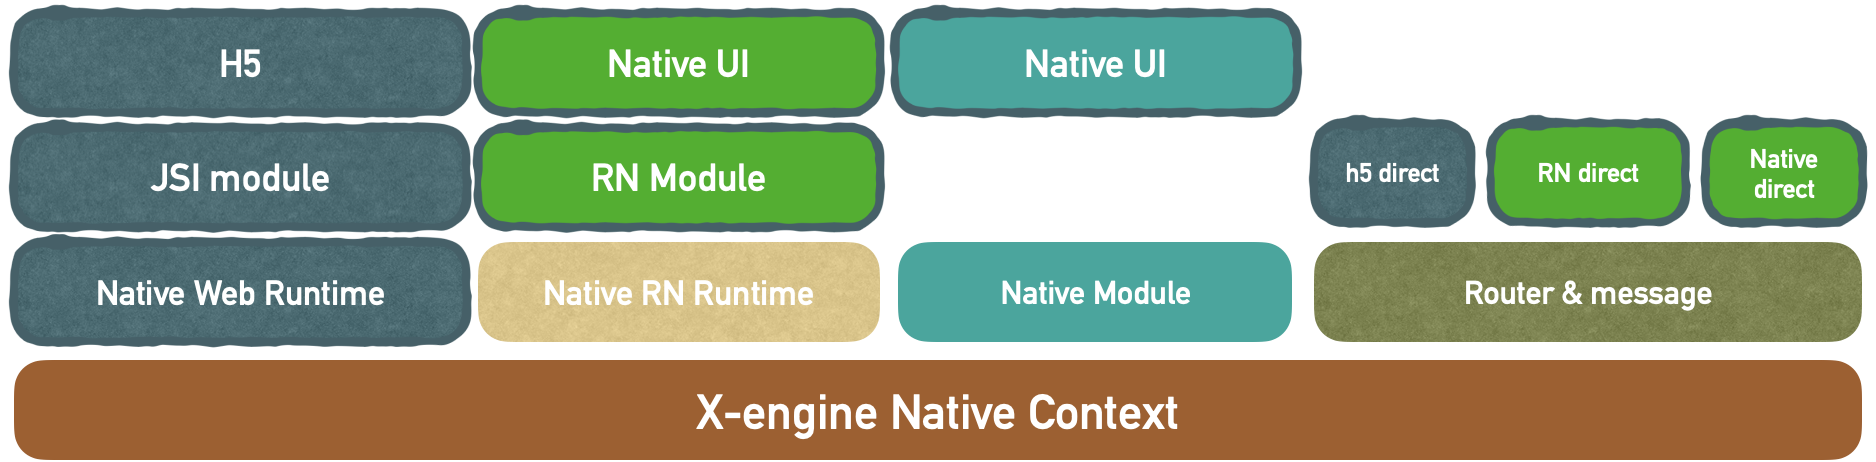 H5
Native UI
Native UI
JSI module
RN Module
h5 direct
RN direct
Native
direct
Native Web Runtime
Native RN Runtime
Native Module
Router & message
X-engine Native Context